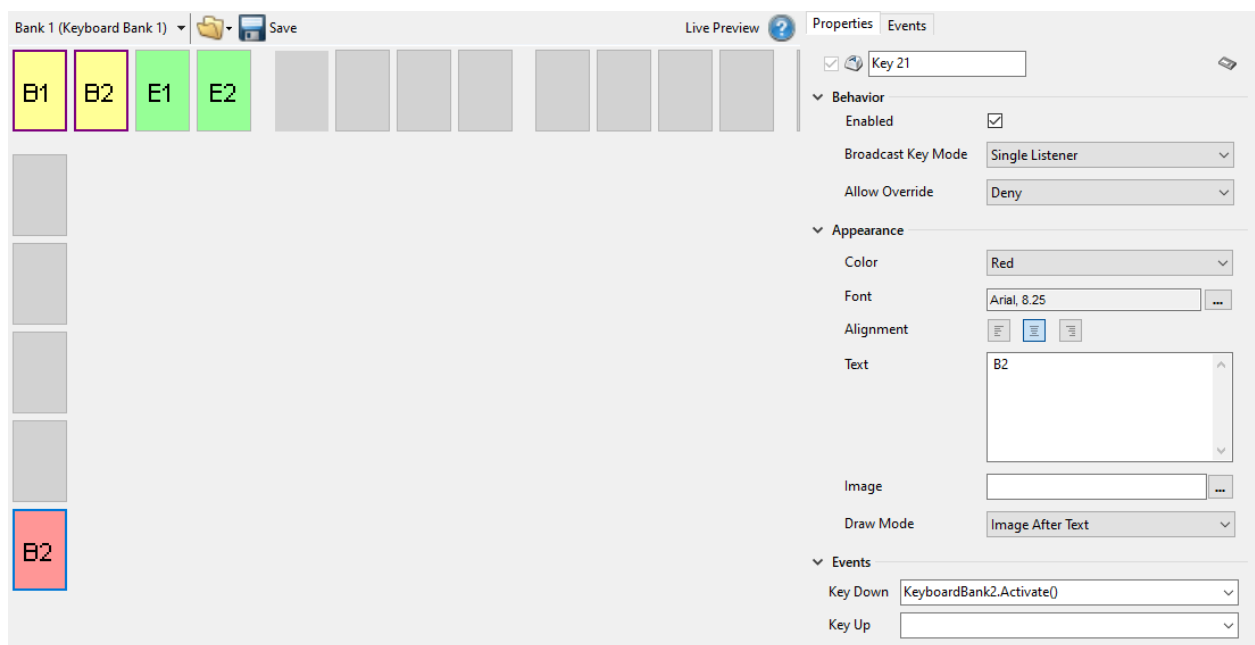 Bank 1 (Keyboard Bank 1) Save Live Preview
B1 B2 E1 E2
B2
Properties Events
Key 21
Behavior
Enabled
Broadcast Key Mode Single Listener
Allow Override Deny
Appearance
Color Red
Font Arial, 8.25 ...
Alignment
Text B2
Image ...
Draw Mode Image After Text
Events
Key Down KeyboardBank2.Activate()
Key Up